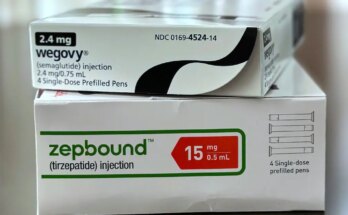 2.4 mg
NDC 0169-4524-14
wegovy®
(semaglutide) injection
2.4 mg/0.75 mL
4 Single-Dose Prefilled Pens
zepbound™
(tirzepatide) injection
15 mg
0.5 mL
4 Single-dose
prefilled pens